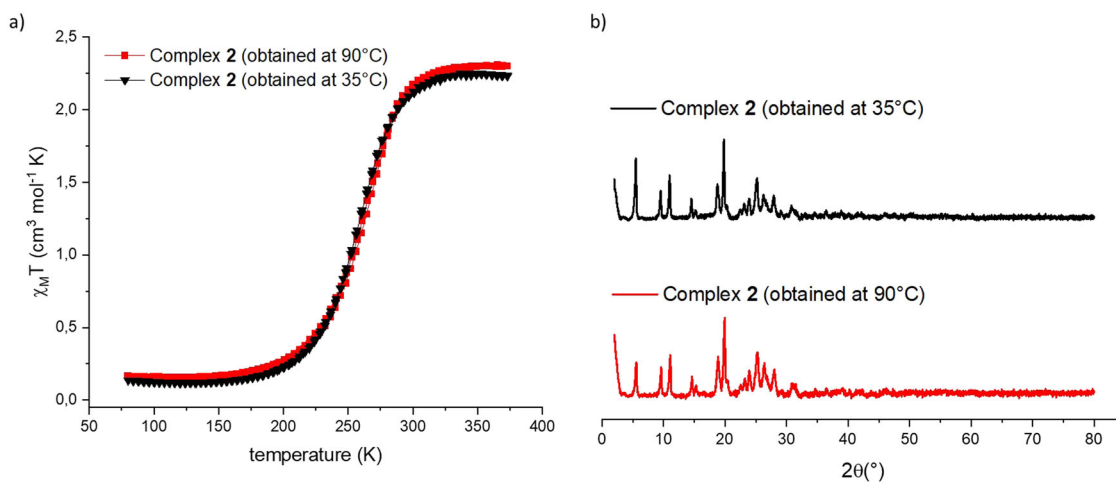 a)
2,5
2,0
1,5
1,0
0,5
0,0
χMT (cm³ mol⁻¹ K)
Complex 2 (obtained at 90°C)
Complex 2 (obtained at 35°C)
50 100 150 200 250 300 350 400
temperature (K)
b)
Complex 2 (obtained at 35°C)
Complex 2 (obtained at 90°C)
0 10 20 30 40 50 60 70 80
2θ(°)